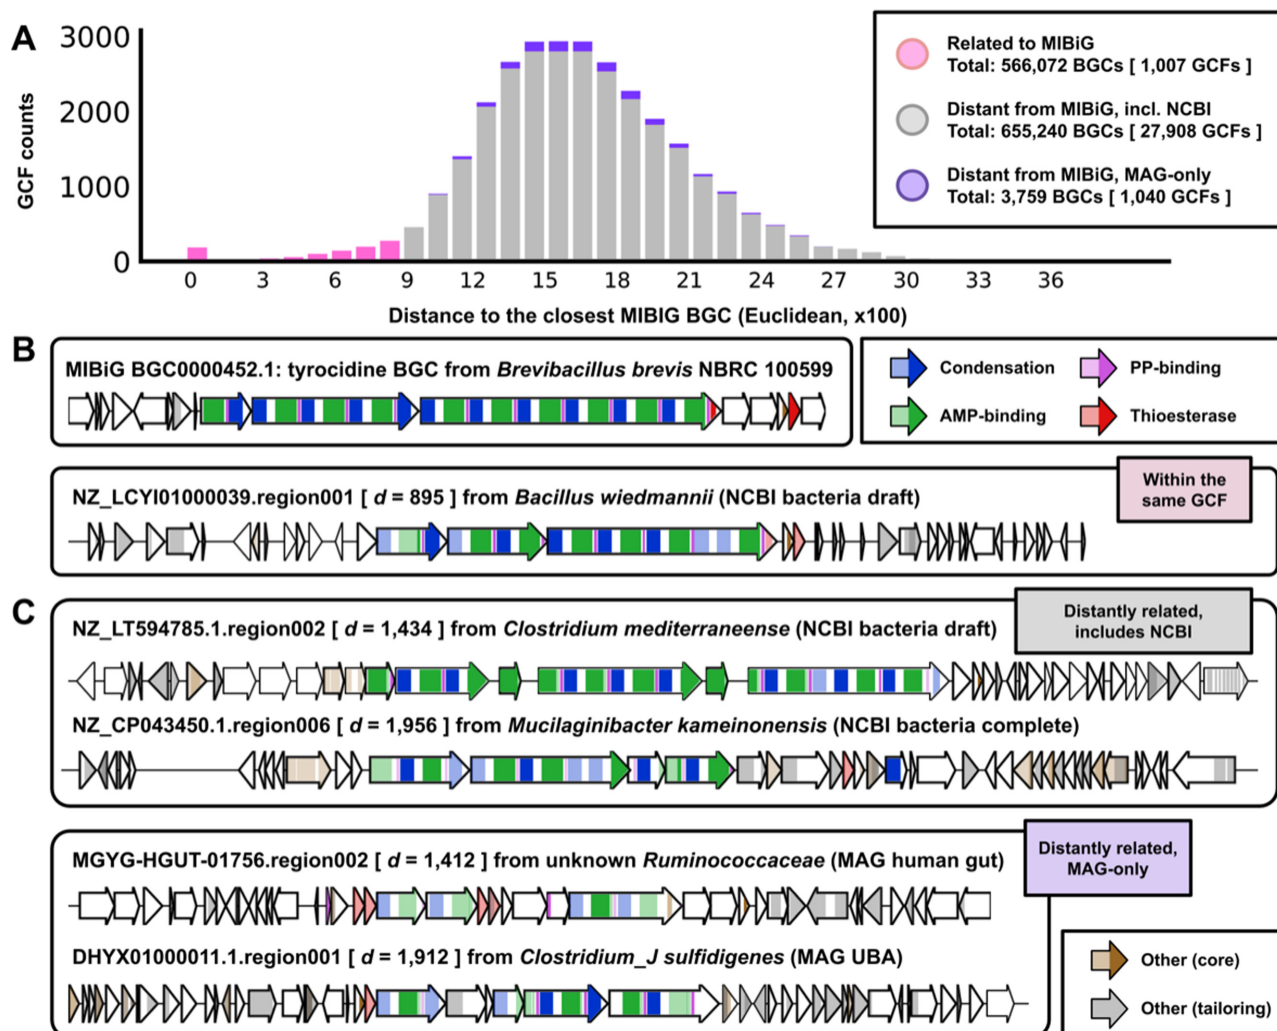 A
GCF counts
3000
2000
1000
0
0 3 6 9 12 15 18 21 24 27 30 33 36
Distance to the closest MIBIG BGC (Euclidean, x100)
Related to MIBiG
Total: 566,072 BGCs [ 1,007 GCFs ]
Distant from MIBiG, incl. NCBI
Total: 655,240 BGCs [ 27,908 GCFs ]
Distant from MIBiG, MAG-only
Total: 3,759 BGCs [ 1,040 GCFs ]
B
MIBiG BGC0000452.1: tyrocidine BGC from Brevibacillus brevis NBRC 100599
Condensation
PP-binding
AMP-binding
Thioesterase
NZ_LCYI01000039.region001 [ d = 895 ] from Bacillus wiedmannii (NCBI bacteria draft)
Within the
same GCF
C
NZ_LT594785.1.region002 [ d = 1,434 ] from Clostridium mediterraneense (NCBI bacteria draft)
Distantly related,
includes NCBI
NZ_CP043450.1.region006 [ d = 1,956 ] from Mucilaginibacter kameinonensis (NCBI bacteria complete)
MGYG-HGUT-01756.region002 [ d = 1,412 ] from unknown Ruminococcaceae (MAG human gut)
Distantly related,
MAG-only
DHYX01000011.1.region001 [ d = 1,912 ] from Clostridium_J sulfidigenes (MAG UBA)
Other (core)
Other (tailoring)